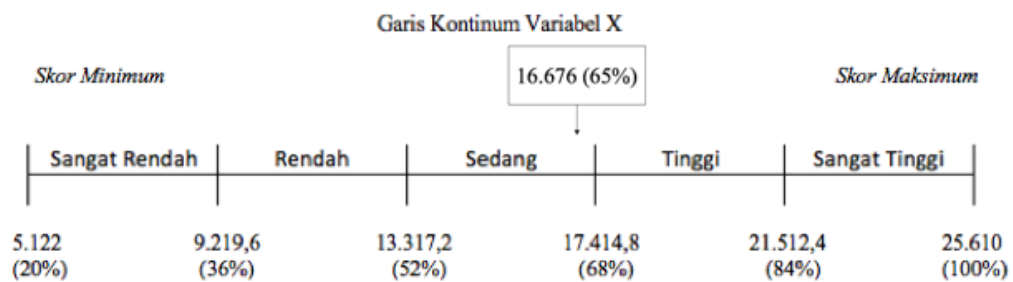 Garis Kontinum Variabel X
16.676 (65%)
Skor Minimum
Skor Maksimum
Sangat Rendah
Rendah
Sedang
Tinggi
Sangat Tinggi
5.122
(20%)
9.219,6
(36%)
13.317,2
(52%)
17.414,8
(68%)
21.512,4
(84%)
25.610
(100%)